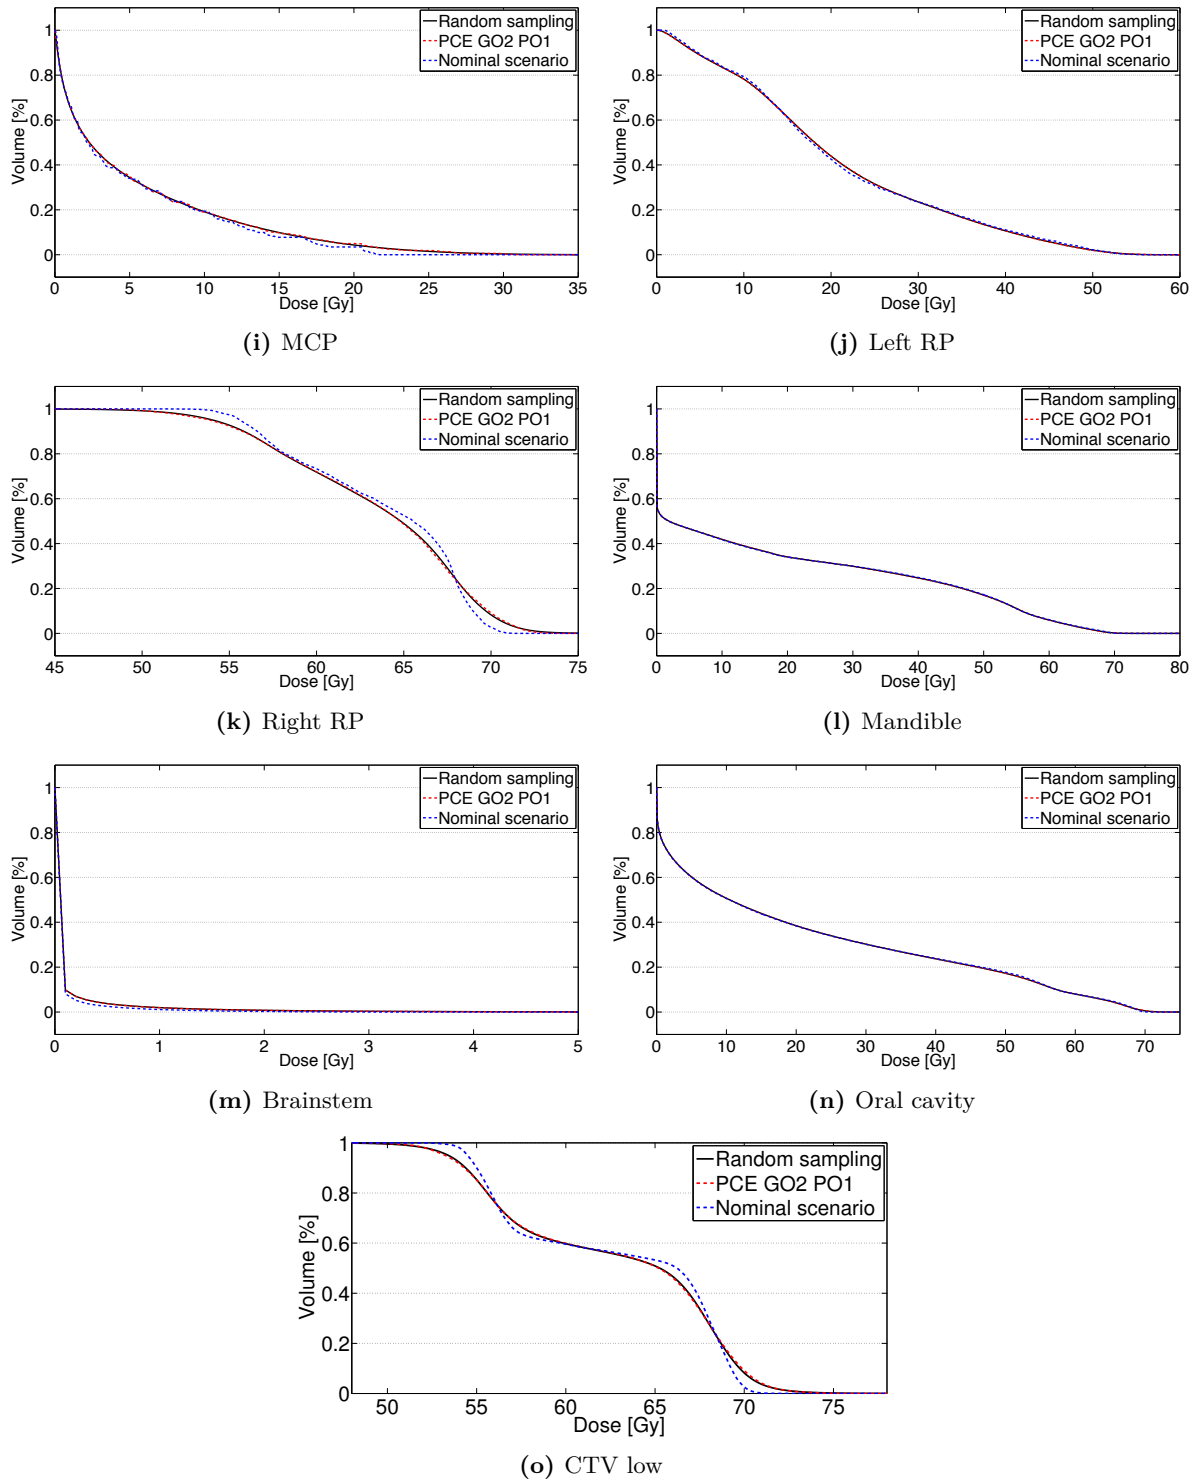 Random sampling
PCE GO2 PO1
Nominal scenario
Volume [%]
1
0.8
0.6
0.4
0.2
0
0 5 10 15 20 25 30 35
Dose [Gy]
(i) MCP
Random sampling
PCE GO2 PO1
Nominal scenario
Volume [%]
1
0.8
0.6
0.4
0.2
0
0 10 20 30 40 50 60
Dose [Gy]
(j) Left RP
Random sampling
PCE GO2 PO1
Nominal scenario
Volume [%]
1
0.8
0.6
0.4
0.2
0
45 50 55 60 65 70 75
Dose [Gy]
(k) Right RP
Random sampling
PCE GO2 PO1
Nominal scenario
Volume [%]
1
0.8
0.6
0.4
0.2
0
0 10 20 30 40 50 60 70 80
Dose [Gy]
(l) Mandible
Random sampling
PCE GO2 PO1
Nominal scenario
Volume [%]
1
0.8
0.6
0.4
0.2
0
0 1 2 3 4 5
Dose [Gy]
(m) Brainstem
Random sampling
PCE GO2 PO1
Nominal scenario
Volume [%]
1
0.8
0.6
0.4
0.2
0
0 10 20 30 40 50 60 70
Dose [Gy]
(n) Oral cavity
Random sampling
PCE GO2 PO1
Nominal scenario
Volume [%]
1
0.8
0.6
0.4
0.2
0
50 55 60 65 70 75
Dose [Gy]
(o) CTV low